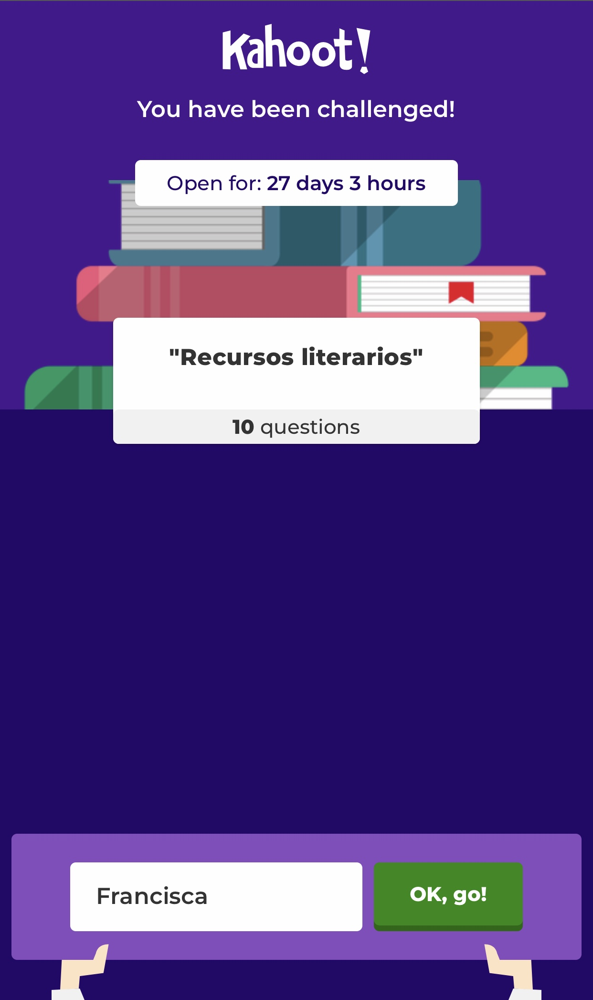 Kahoot!
You have been challenged!
Open for: 27 days 3 hours
"Recursos literarios"
10 questions
Francisca
OK, go!